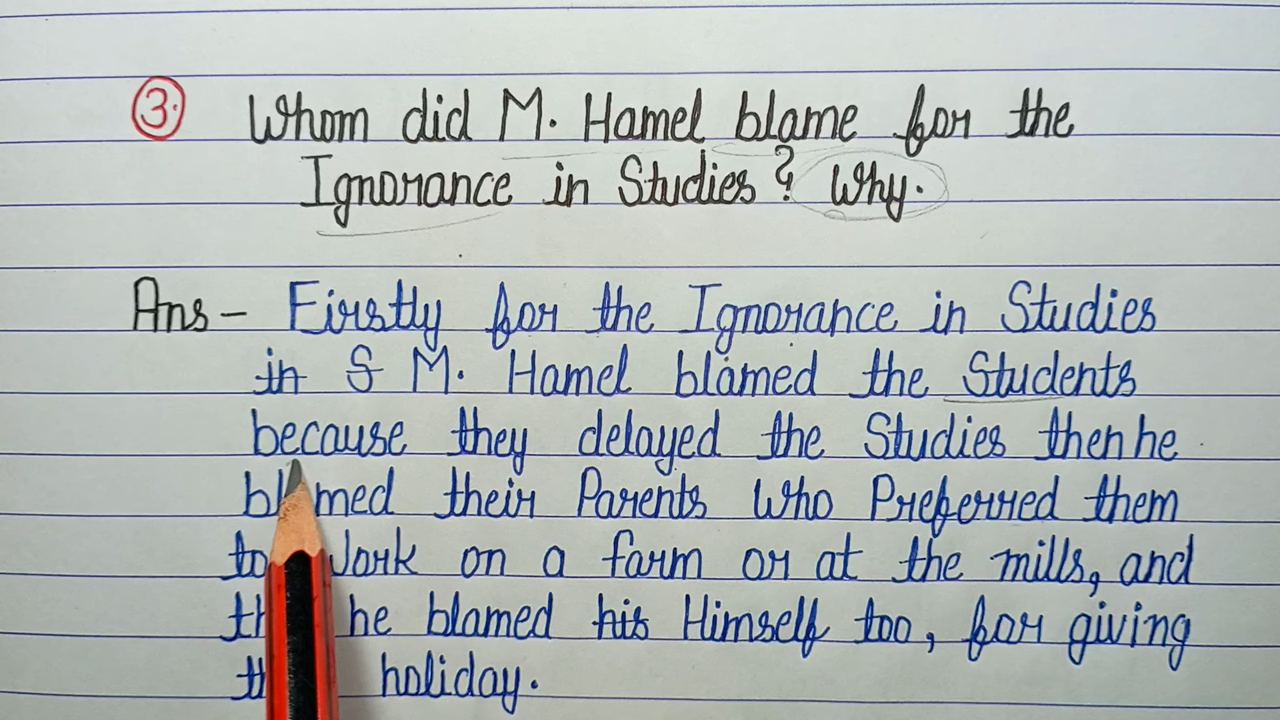 3. Whom did M. Hamel blame for the
Ignorance in Studies? Why.
Ans- Firstly for the Ignorance in Studies
in S M. Hamel blamed the Students
because they delayed the Studies then he
blamed their Parents Who Preferred them
to Work on a farm or at the mills, and
he blamed his Himself too, for giving
holiday.